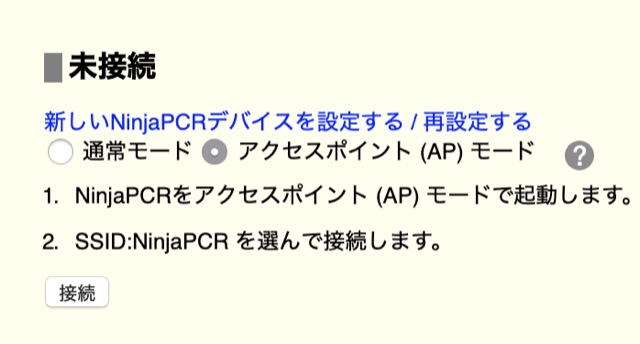 未接続
新しいNinjaPCRデバイスを設定する / 再設定する
通常モード アクセスポイント (AP) モード ?
1. NinjaPCRをアクセスポイント (AP) モードで起動します。
2. SSID:NinjaPCR を選んで接続します。
接続